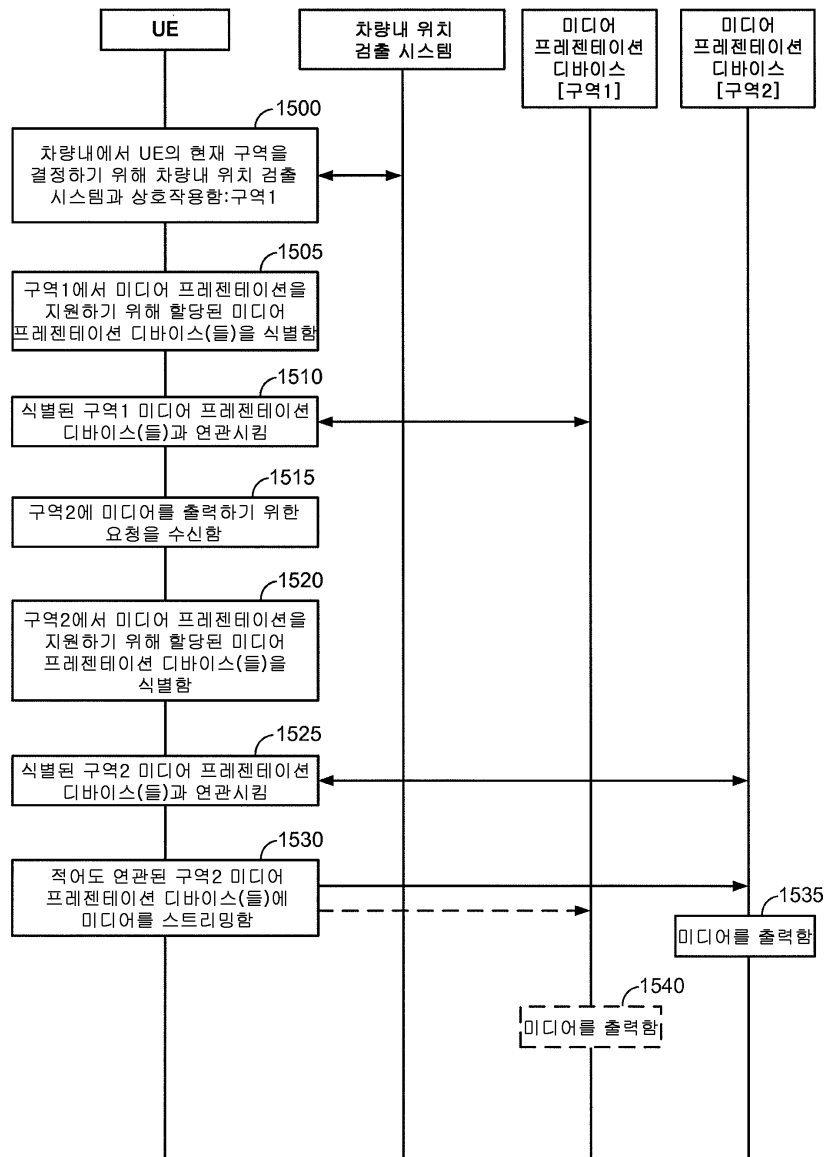 UE
차량내 위치
검출 시스템
미디어
프레젠테이션
디바이스
[구역1]
미디어
프레젠테이션
디바이스
[구역2]
1500
차량내에서 UE의 현재 구역을
결정하기 위해 차량내 위치 검출
시스템과 상호작용함:구역1
1505
구역1에서 미디어 프레젠테이션을
지원하기 위해 할당된 미디어
프레젠테이션 디바이스(들)을 식별함
1510
식별된 구역1 미디어 프레젠테이션
디바이스(들)과 연관시킴
1515
구역2에 미디어를 출력하기 위한
요청을 수신함
1520
구역2에서 미디어 프레젠테이션을
지원하기 위해 할당된 미디어
프레젠테이션 디바이스(들)을
식별함
1525
식별된 구역2 미디어 프레젠테이션
디바이스(들)과 연관시킴
1530
적어도 연관된 구역2 미디어
프레젠테이션 디바이스(들)에
미디어를 스트리밍함
1535
미디어를 출력함
1540
미디어를 출력함